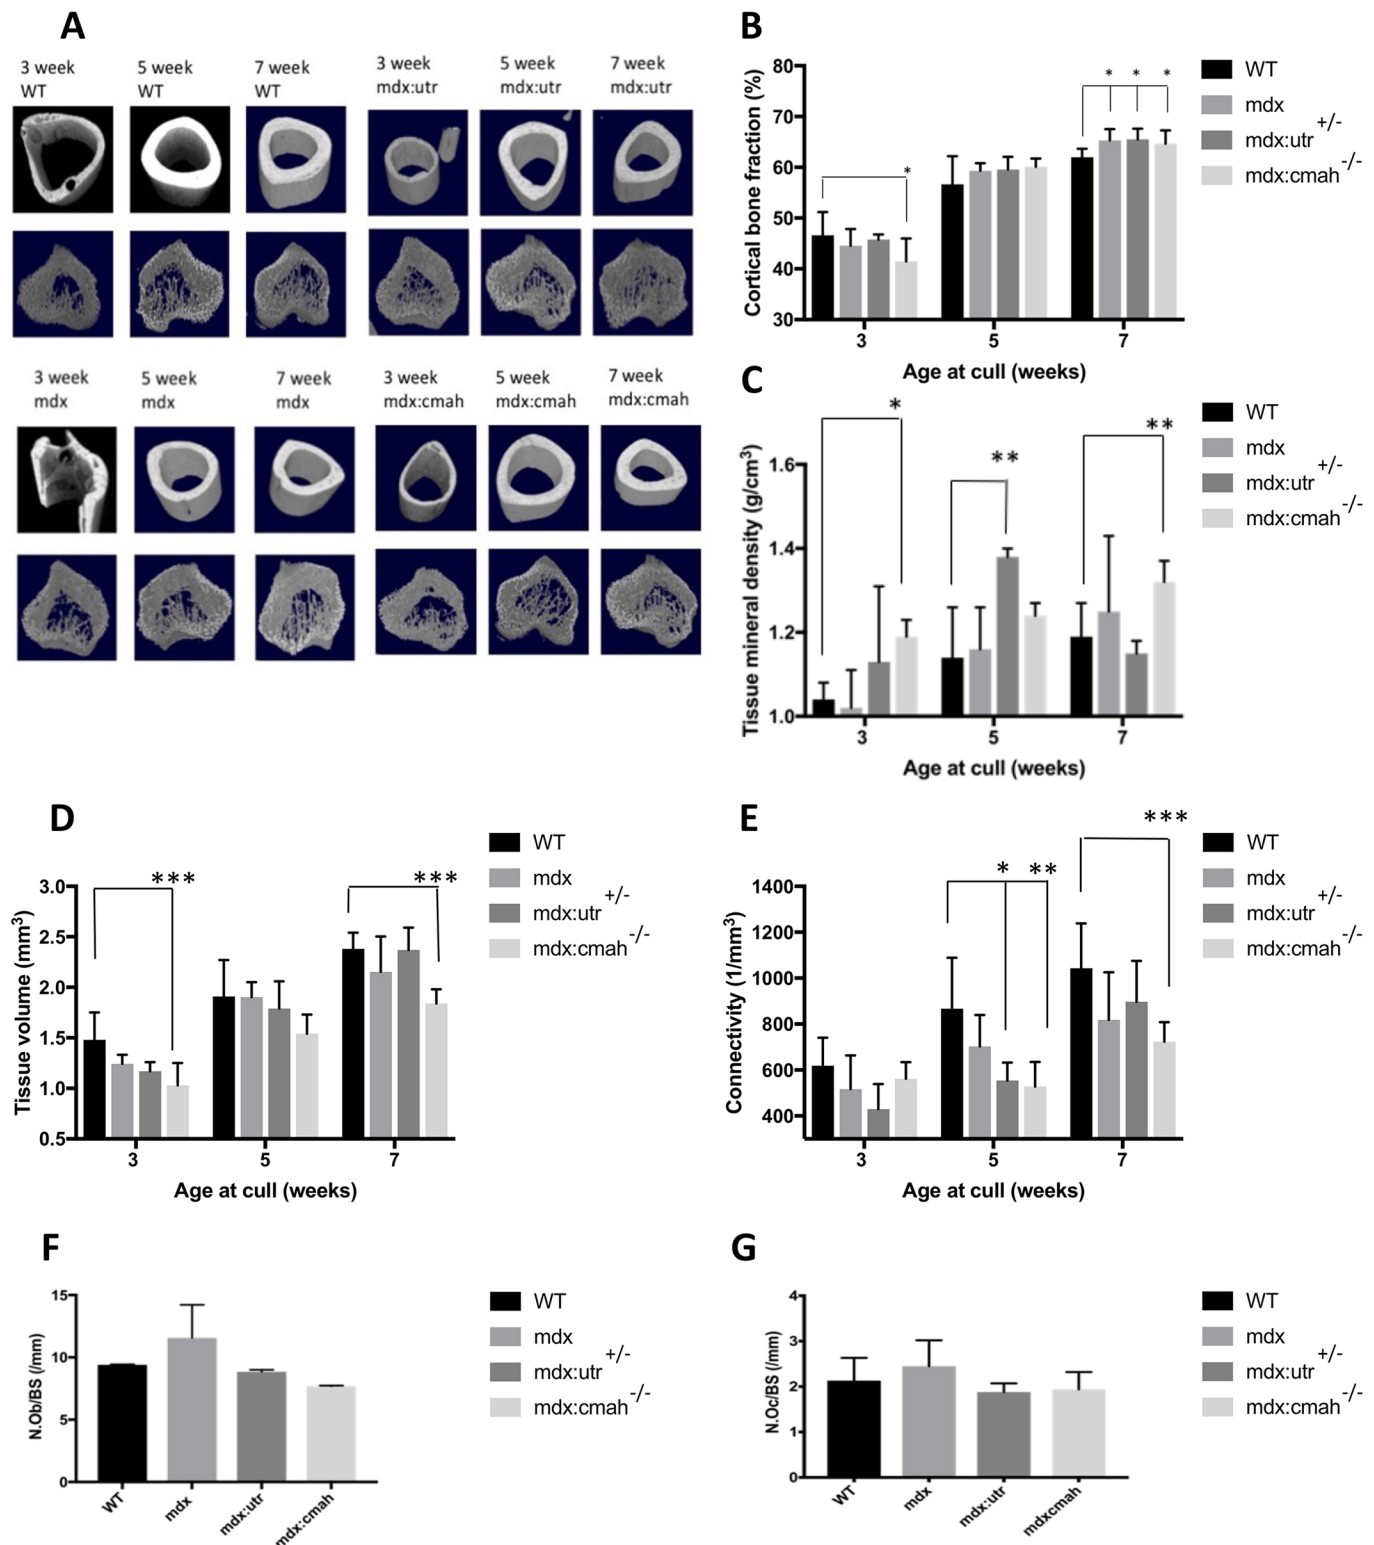 A
3 week
WT
5 week
WT
7 week
WT
3 week
mdx:utr
5 week
mdx:utr
7 week
mdx:utr
3 week
mdx
5 week
mdx
7 week
mdx
3 week
mdx:cmah
5 week
mdx:cmah
7 week
mdx:cmah
B
Cortical bone fraction (%)
80
70
60
50
40
30
*
* * *
3 5 7
Age at cull (weeks)
WT
mdx
mdx:utr+/-
mdx:cmah-/-
C
Tissue mineral density (g/cm3)
1.6
1.4
1.2
1.0
*
**
**
3 5 7
Age at cull (weeks)
WT
mdx
mdx:utr+/-
mdx:cmah-/-
D
Tissue volume (mm3)
3.0
2.5
2.0
1.5
1.0
0.5
***
***
3 5 7
Age at cull (weeks)
WT
mdx
mdx:utr+/-
mdx:cmah-/-
E
Connectivity (1/mm3)
1400
1200
1000
800
600
400
* **
***
3 5 7
Age at cull (weeks)
WT
mdx
mdx:utr+/-
mdx:cmah-/-
F
N.Ob/BS (/mm)
15
10
5
0
WT
mdx
mdx:utr
mdx:cmah
WT
mdx
mdx:utr+/-
mdx:cmah-/-
G
N.Oc/BS (/mm)
4
3
2
1
0
WT
mdx
mdx:utr
mdxcmah
WT
mdx
mdx:utr+/-
mdx:cmah-/-